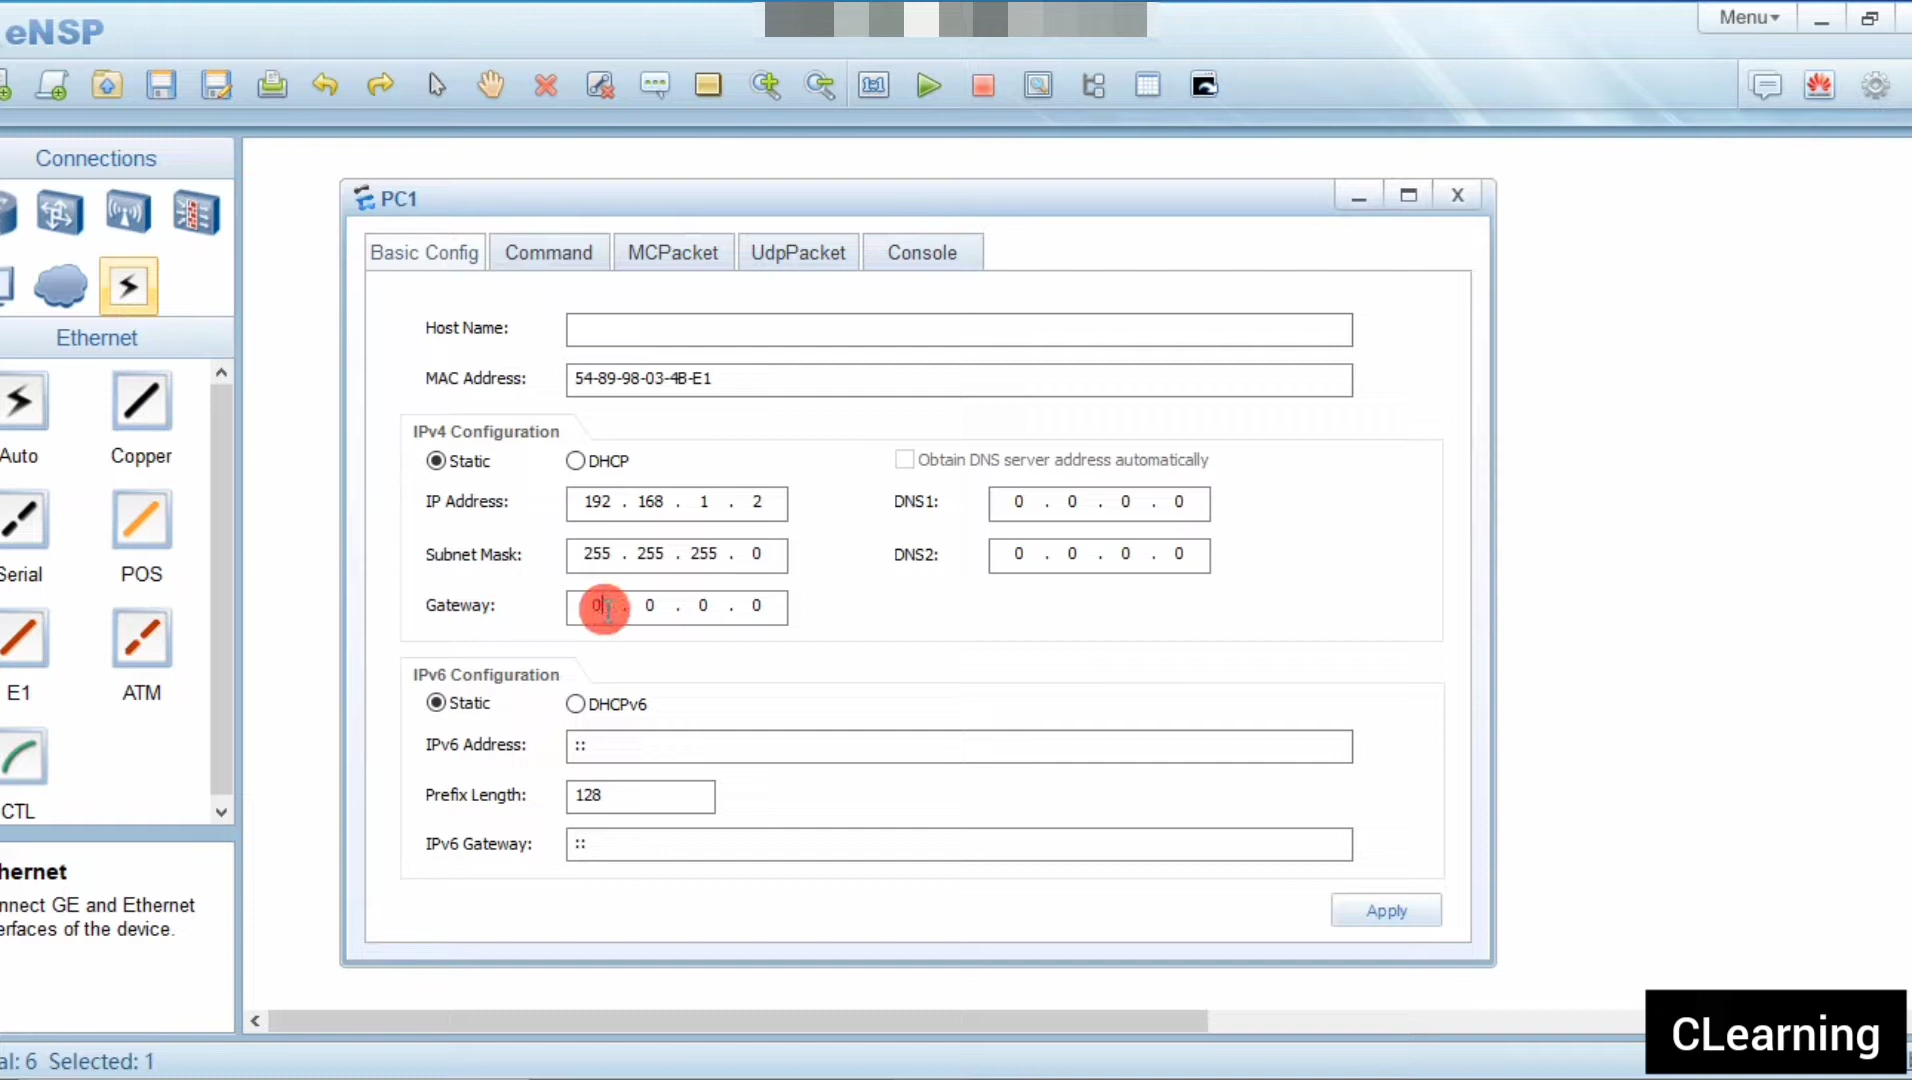 eNSP
Menu
Connections
Ethernet
Auto
Copper
Serial
POS
E1
ATM
CTL
hernet
nnect GE and Ethernet
erfaces of the device.
PC1
X
Basic Config
Command
MCPacket
UdpPacket
Console
Host Name:
MAC Address: 54-89-98-03-4B-E1
IPv4 Configuration
Static
DHCP
Obtain DNS server address automatically
IP Address: 192 . 168 . 1 . 2
DNS1: 0 . 0 . 0 . 0
Subnet Mask: 255 . 255 . 255 . 0
DNS2: 0 . 0 . 0 . 0
Gateway: 0 . 0 . 0 . 0
IPv6 Configuration
Static
DHCPv6
IPv6 Address: ::
Prefix Length: 128
IPv6 Gateway: ::
Apply
al: 6 Selected: 1
CLearning